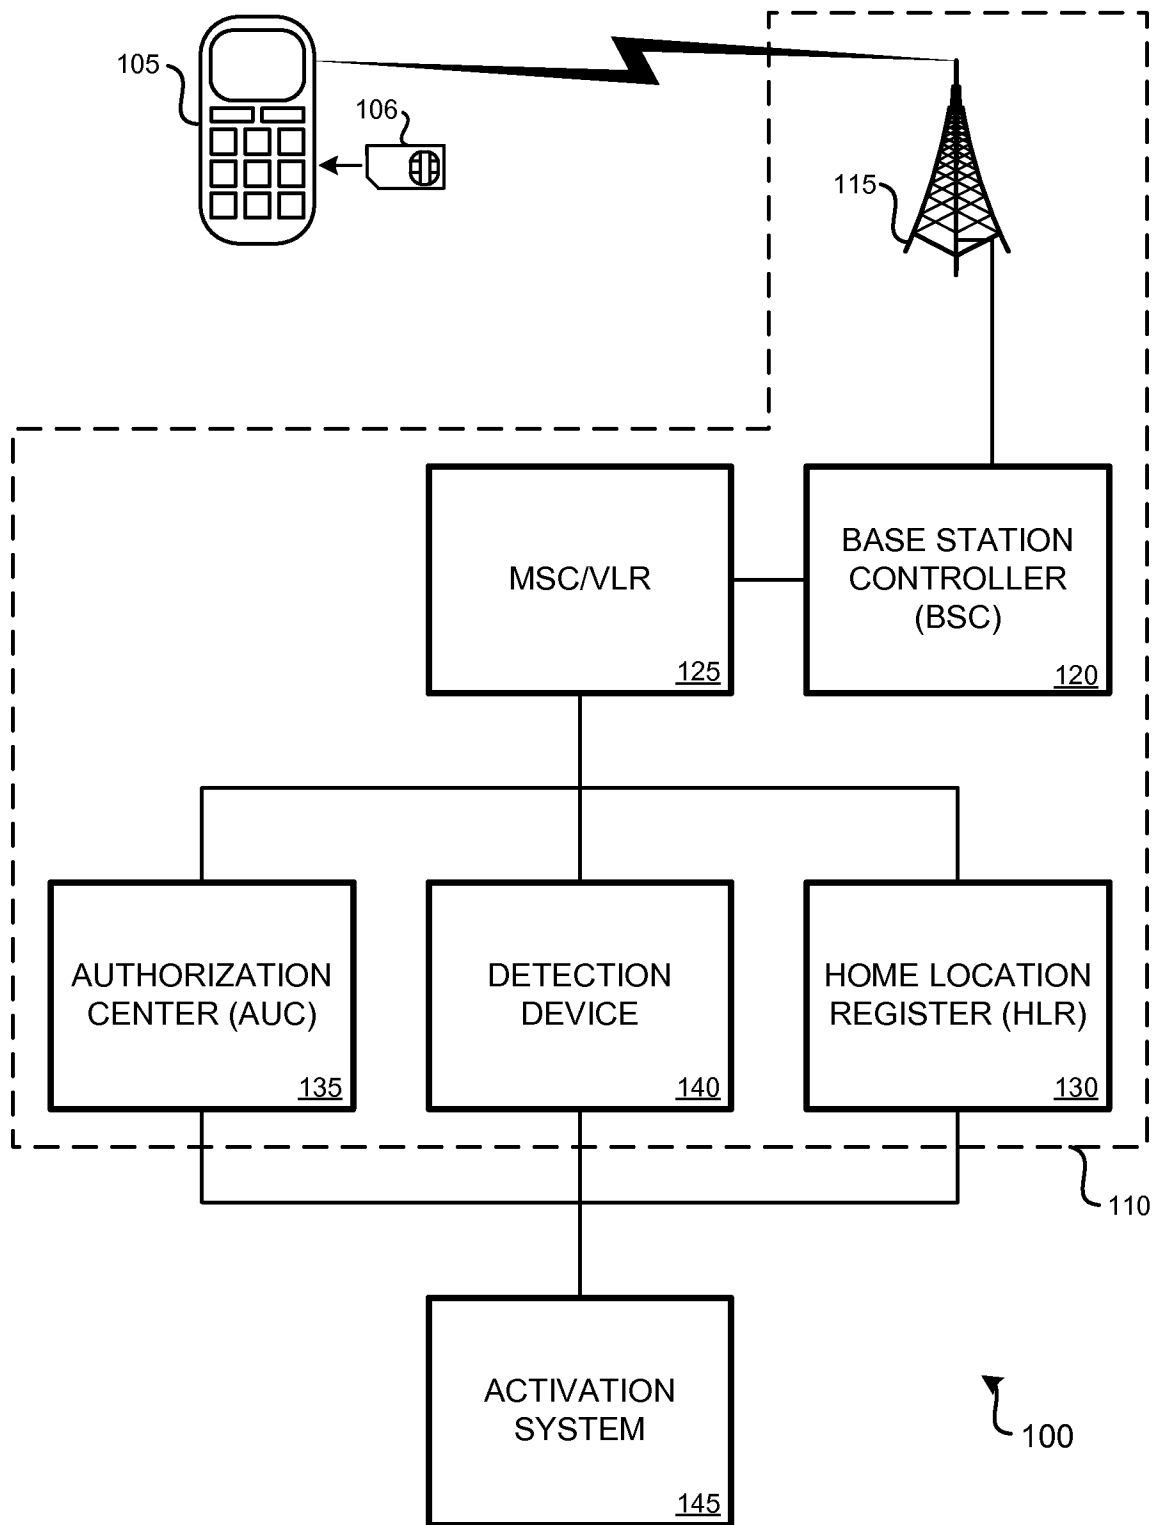 105
106
115
MSC/VLR
125
BASE STATION
CONTROLLER
(BSC)
120
AUTHORIZATION
CENTER (AUC)
135
DETECTION
DEVICE
140
HOME LOCATION
REGISTER (HLR)
130
110
ACTIVATION
SYSTEM
145
100